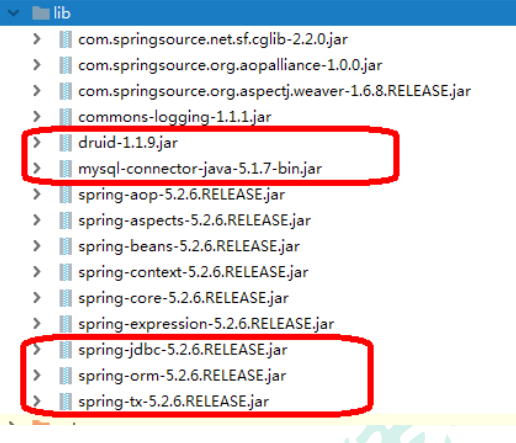 lib
com.springsource.net.sf.cglib-2.2.0.jar
com.springsource.org.aopalliance-1.0.0.jar
com.springsource.org.aspectj.weaver-1.6.8.RELEASE.jar
commons-logging-1.1.1.jar
druid-1.1.9.jar
mysql-connector-java-5.1.7-bin.jar
spring-aop-5.2.6.RELEASE.jar
spring-aspects-5.2.6.RELEASE.jar
spring-beans-5.2.6.RELEASE.jar
spring-context-5.2.6.RELEASE.jar
spring-core-5.2.6.RELEASE.jar
spring-expression-5.2.6.RELEASE.jar
spring-jdbc-5.2.6.RELEASE.jar
spring-orm-5.2.6.RELEASE.jar
spring-tx-5.2.6.RELEASE.jar